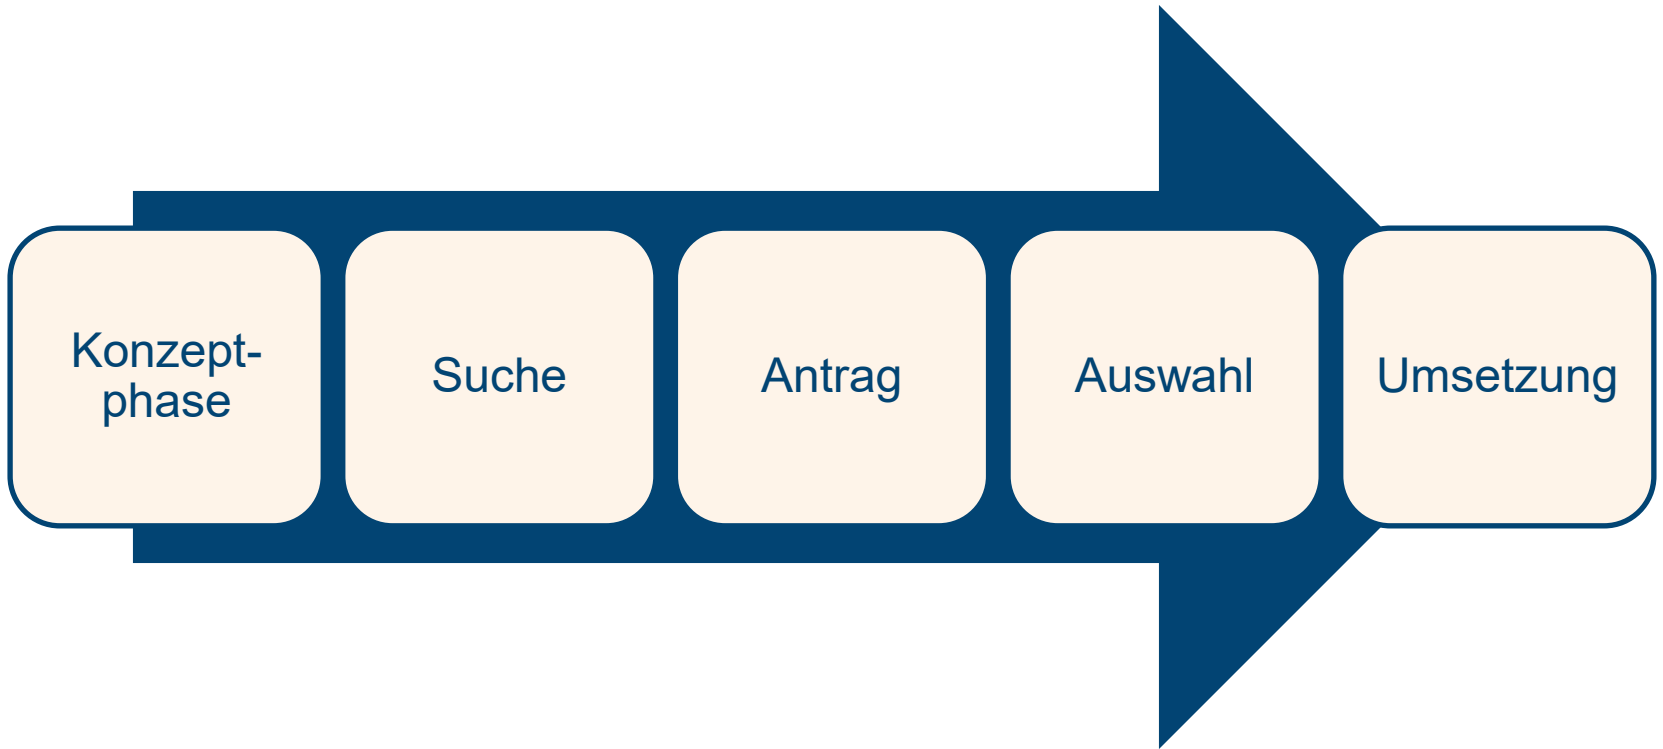 Konzept-
phase
Suche
Antrag
Auswahl
Umsetzung